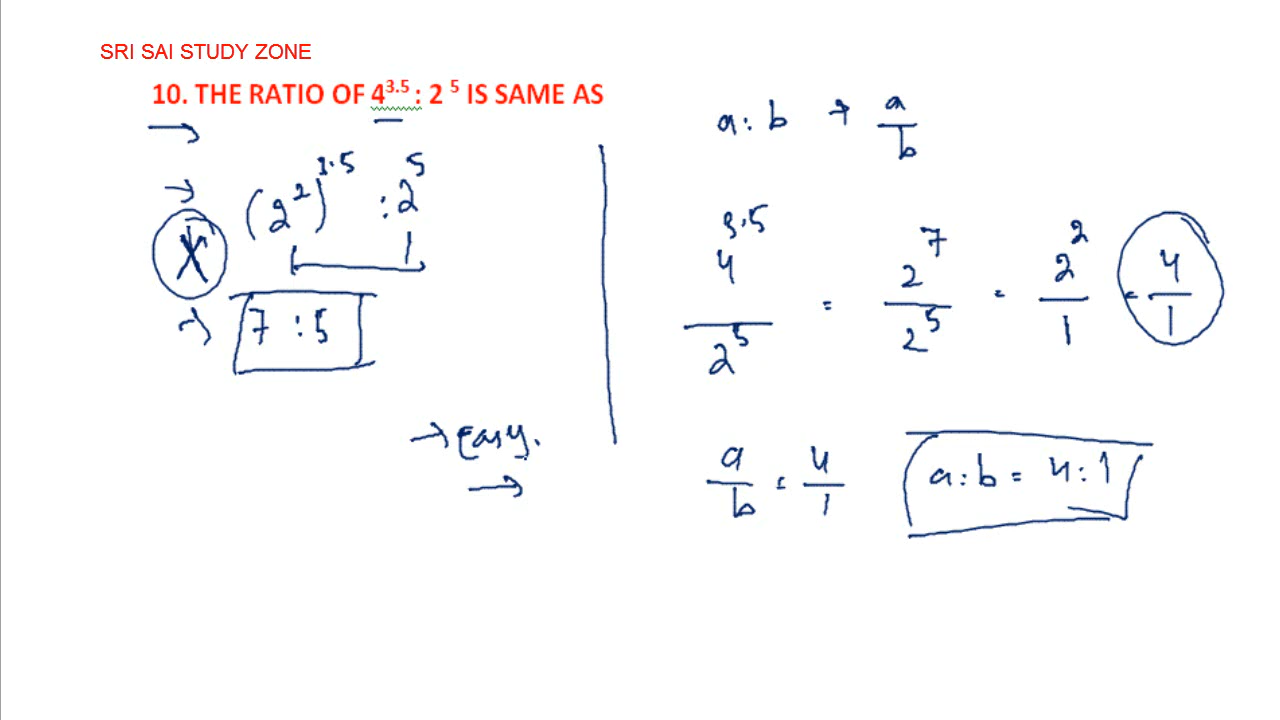 SRI SAI STUDY ZONE
10. THE RATIO OF 4^3.5 : 2^5 IS SAME AS
→
→ (2^2)^3.5 : 2^5
X
→ 7 : 5
→ Easy.
→
a : b → a/b
4^3.5/2^5 = 2^7/2^5 = 2^2/1 = 4/1
a/b = 4/1
a : b = 4 : 1